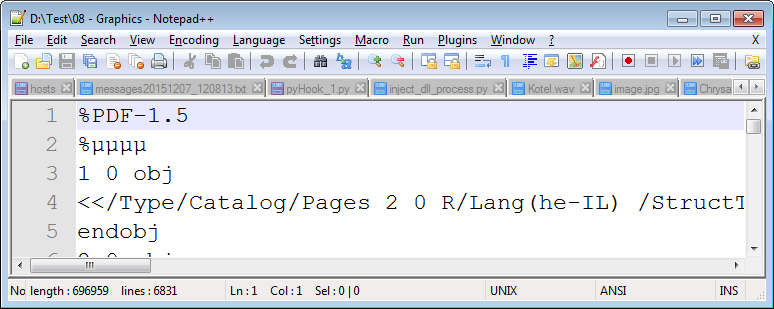 D:\Test\08 - Graphics - Notepad++
File Edit Search View Encoding Language Settings Macro Run Plugins Window ? X
hosts messages20151207_120813.txt pyHook_1.py inject_dll_process.py Kotel.wav image.jpg Chrysa
1 %PDF-1.5
2 %µµµµ
3 1 0 obj
4 <</Type/Catalog/Pages 2 0 R/Lang(he-IL) /StructT
5 endobj
6 2 0 obj
No length : 696959 lines : 6831 Ln : 1 Col : 1 Sel : 0 | 0 UNIX ANSI INS